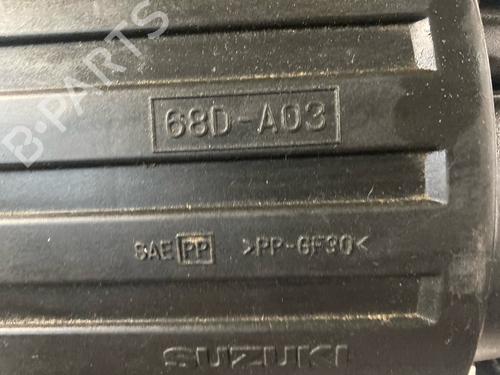 B-PARTS
68D-A03
SAE PP >PP-GF30<
SUZUKI